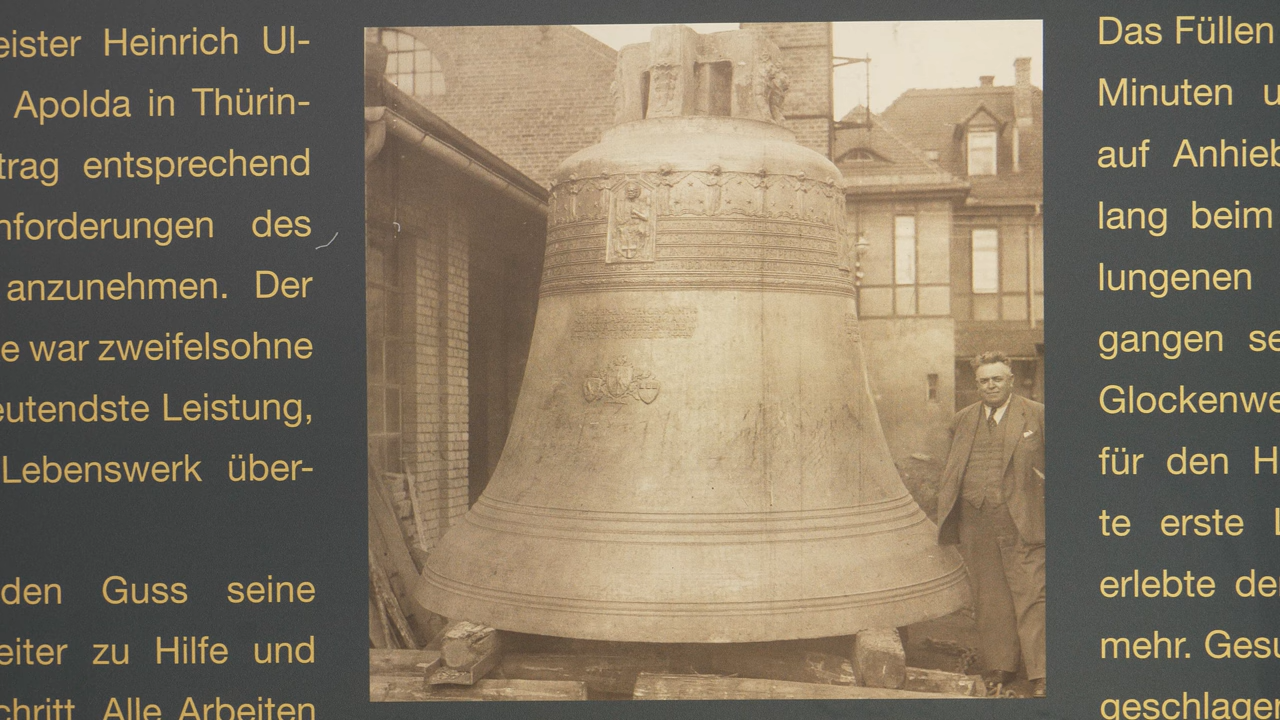 eister Heinrich Ul-
Apolda in Thürin-
trag entsprechend
nforderungen des
anzunehmen. Der
e war zweifelsohne
eutendste Leistung,
Lebenswerk über-
den Guss seine
eiter zu Hilfe und
chritt. Alle Arbeiten
Das Füllen
Minuten u
auf Anhieb
lang beim
lungenen
gangen se
Glockenwe
für den H
te erste L
erlebte de
mehr. Gesu
geschlagen